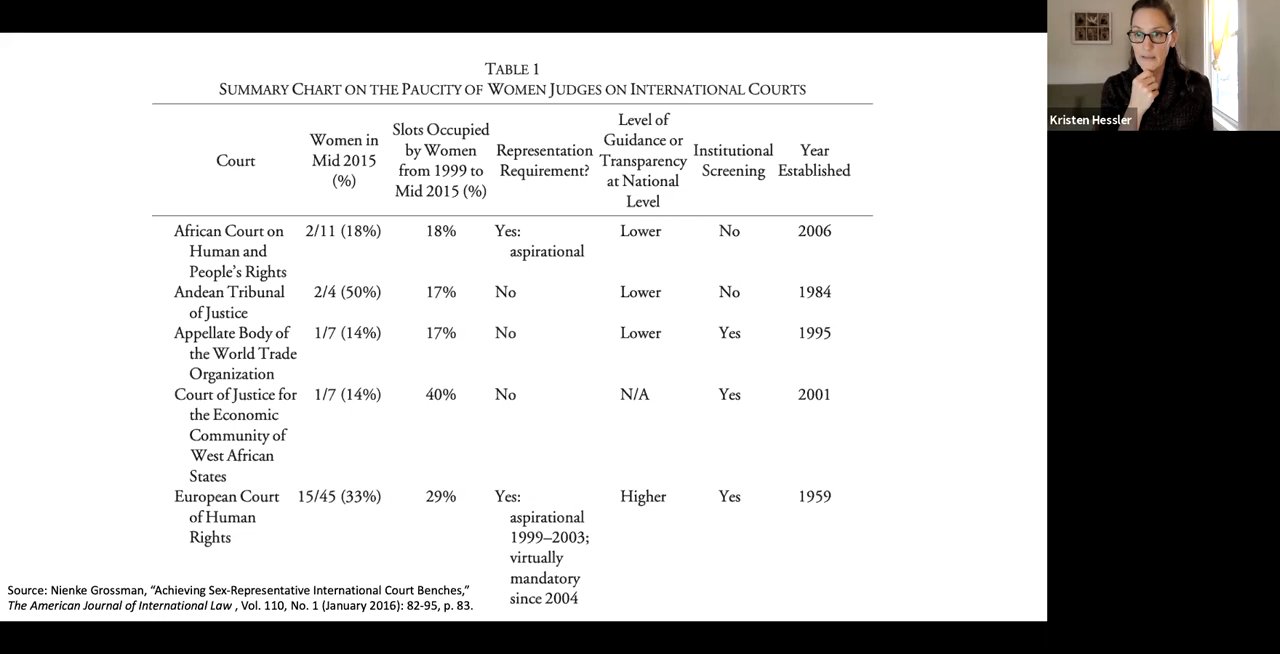 TABLE 1
SUMMARY CHART ON THE PAUCITY OF WOMEN JUDGES ON INTERNATIONAL COURTS
Court
Women in
Mid 2015
(%)
Slots Occupied
by Women
from 1999 to
Mid 2015 (%)
Representation
Requirement?
Level of
Guidance or
Transparency
at National
Level
Institutional
Screening
Year
Established
African Court on
Human and
People's Rights
2/11 (18%)
18%
Yes:
aspirational
Lower
No
2006
Andean Tribunal
of Justice
2/4 (50%)
17%
No
Lower
No
1984
Appellate Body of
the World Trade
Organization
1/7 (14%)
17%
No
Lower
Yes
1995
Court of Justice for
the Economic
Community of
West African
States
1/7 (14%)
40%
No
N/A
Yes
2001
European Court
of Human
Rights
15/45 (33%)
29%
Yes:
aspirational
1999–2003;
virtually
mandatory
since 2004
Higher
Yes
1959
Source: Nienke Grossman, "Achieving Sex-Representative International Court Benches,"
The American Journal of International Law , Vol. 110, No. 1 (January 2016): 82-95, p. 83.
Kristen Hessler